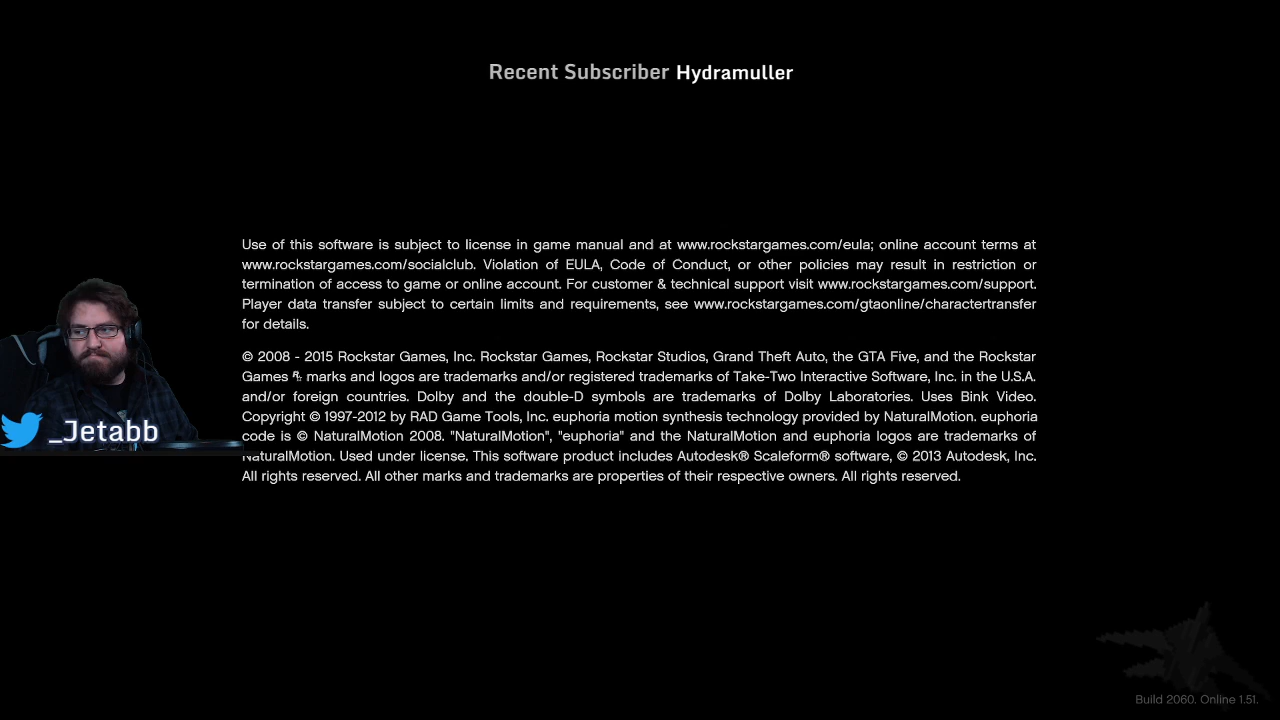 Recent Subscriber Hydramuller
Use of this software is subject to license in game manual and at www.rockstargames.com/eula; online account terms at
www.rockstargames.com/socialclub. Violation of EULA, Code of Conduct, or other policies may result in restriction or
termination of access to game or online account. For customer & technical support visit www.rockstargames.com/support.
Player data transfer subject to certain limits and requirements, see www.rockstargames.com/gtaonline/charactertransfer
for details.
© 2008 - 2015 Rockstar Games, Inc. Rockstar Games, Rockstar Studios, Grand Theft Auto, the GTA Five, and the Rockstar
Games R* marks and logos are trademarks and/or registered trademarks of Take-Two Interactive Software, Inc. in the U.S.A.
and/or foreign countries. Dolby and the double-D symbols are trademarks of Dolby Laboratories. Uses Bink Video.
Copyright © 1997-2012 by RAD Game Tools, Inc. euphoria motion synthesis technology provided by NaturalMotion. euphoria
code is © NaturalMotion 2008. "NaturalMotion", "euphoria" and the NaturalMotion and euphoria logos are trademarks of
NaturalMotion. Used under license. This software product includes Autodesk® Scaleform® software, © 2013 Autodesk, Inc.
All rights reserved. All other marks and trademarks are properties of their respective owners. All rights reserved.
_Jetabb
Build 2060. Online 1.51.